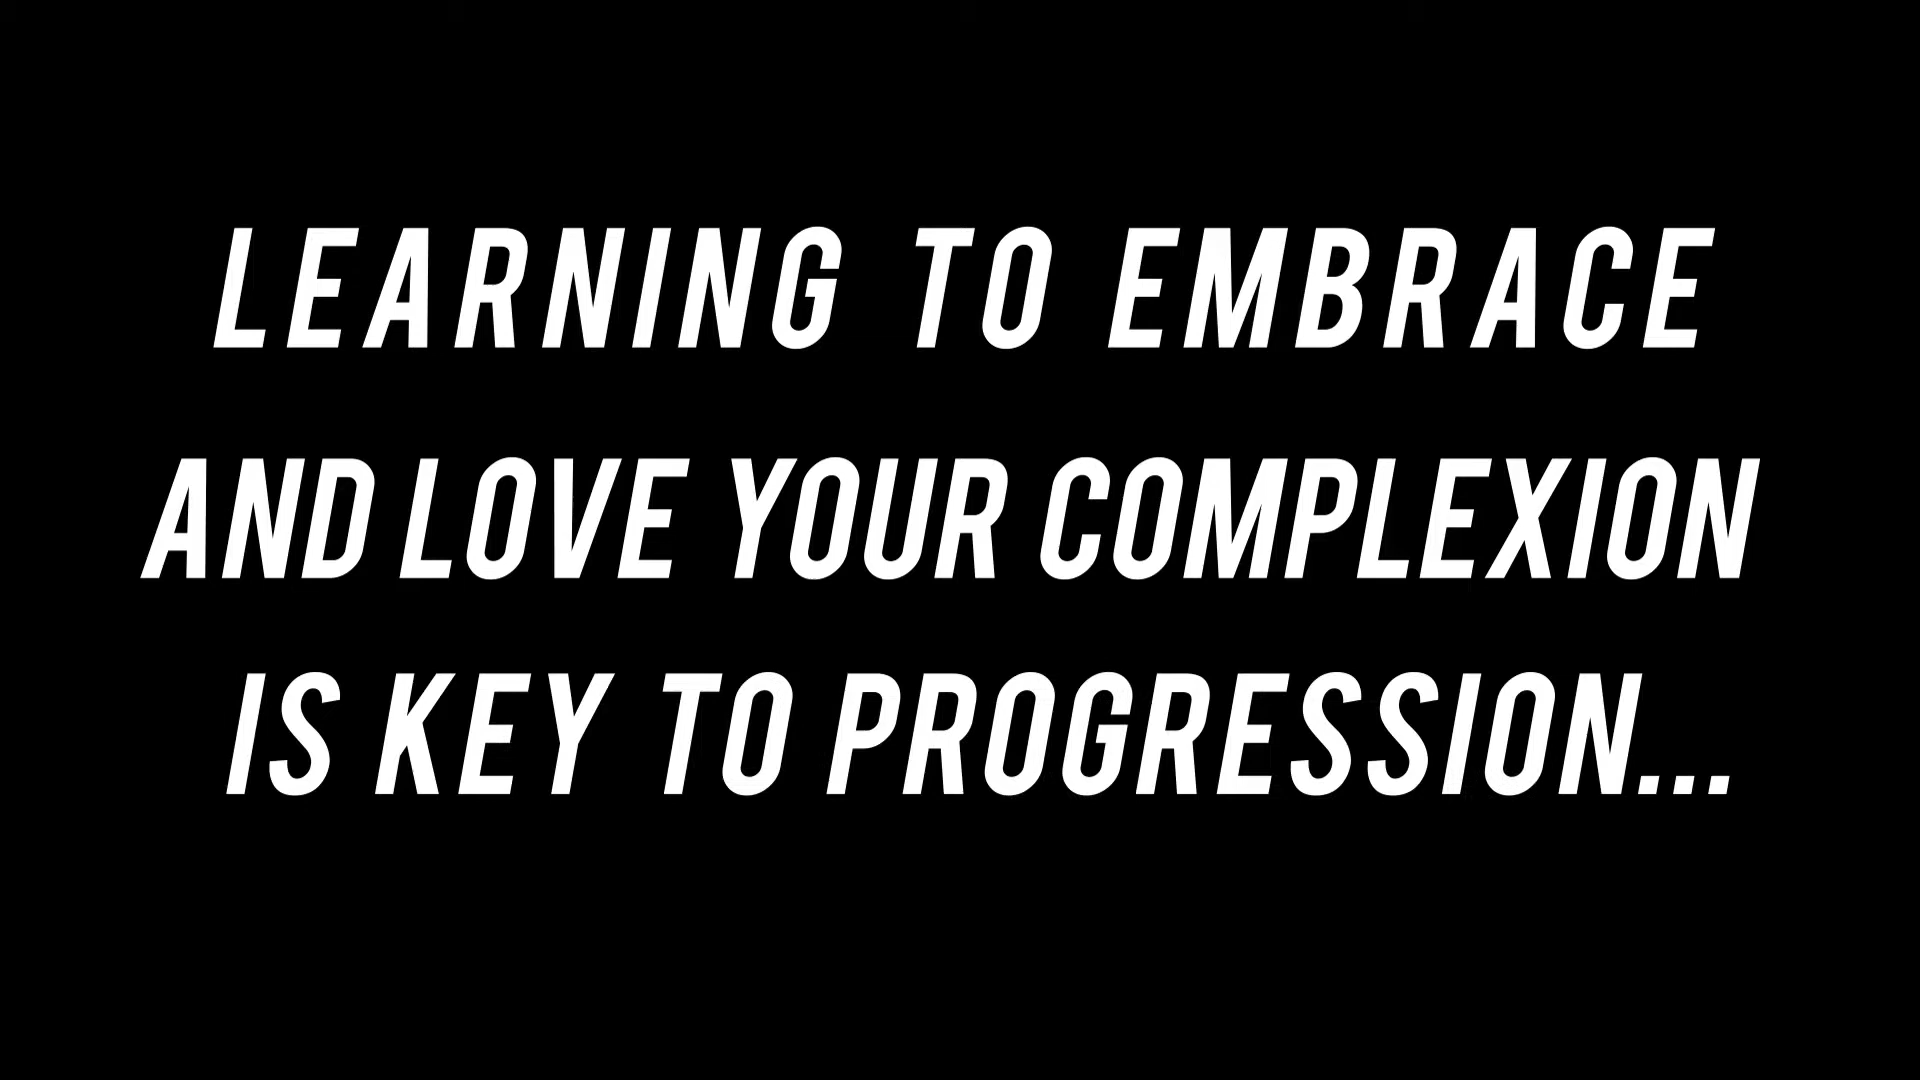 LEARNING TO EMBRACE
AND LOVE YOUR COMPLEXION
IS KEY TO PROGRESSION...